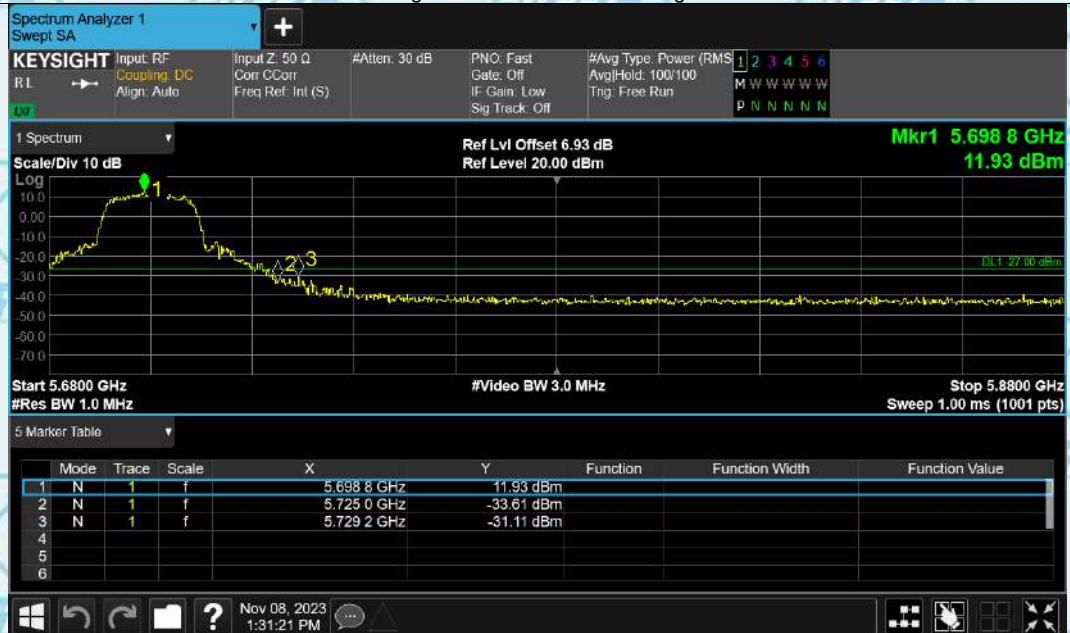 Spectrum Analyzer 1
Swept SA
+
KEYSIGHT Input: RF Input Z: 50 Ω #Atten: 30 dB PNO: Fast #Avg Type: Power (RMS 1 2 3 4 5 6
R L Coupling: DC Corr CCorr Gate: Off Avg|Hold: 100/100 M W W W W W
Align: Auto Freq Ref: Int (S) IF Gain: Low Trig: Free Run
Sig Track: Off P N N N N N
1 Spectrum Ref Lvl Offset 6.93 dB Mkr1 5.698 8 GHz
Scale/Div 10 dB Ref Level 20.00 dBm 11.93 dBm
Log
1
10.0
0.00
-10.0
-20.0
2 3
DL1 -27.00 dBm
-30.0
-40.0
-50.0
-60.0
-70.0
Start 5.6800 GHz #Video BW 3.0 MHz Stop 5.8800 GHz
#Res BW 1.0 MHz Sweep 1.00 ms (1001 pts)
5 Marker Table
Mode Trace Scale X Y Function Function Width Function Value
1 N 1 f 5.698 8 GHz 11.93 dBm
2 N 1 f 5.725 0 GHz -33.61 dBm
3 N 1 f 5.729 2 GHz -31.11 dBm
4
5
6
? Nov 08, 2023
1:31:21 PM